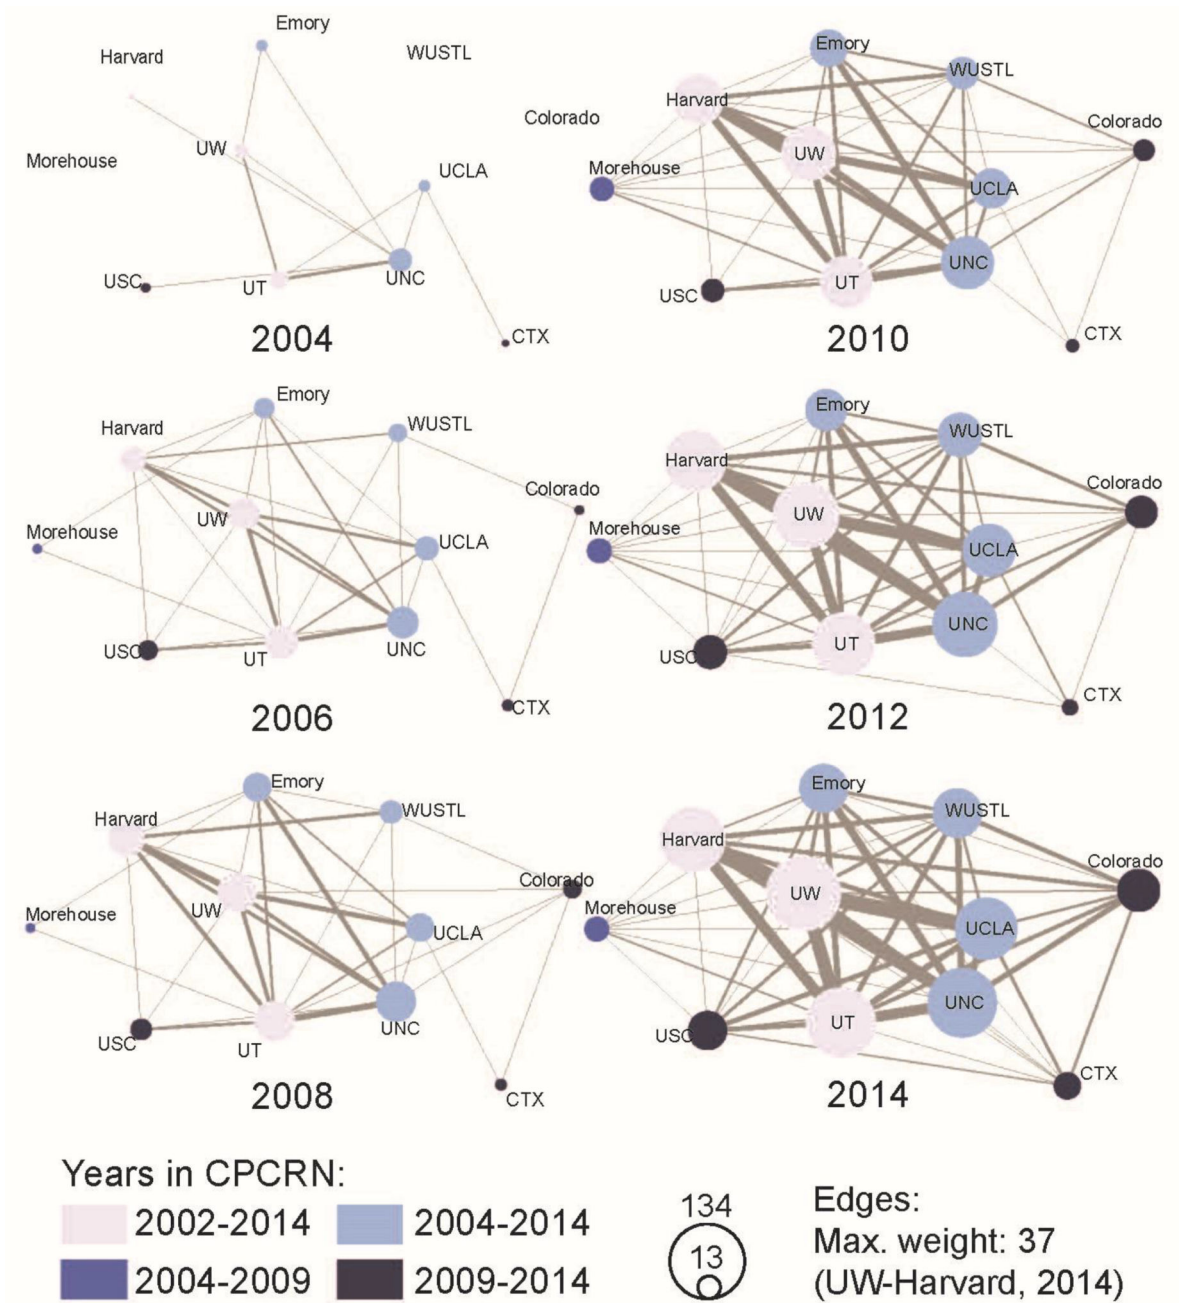 Emory
Harvard
WUSTL
Colorado
UW
Morehouse
UCLA
USC
UT
UNC
CTX
2004
Emory
WUSTL
Harvard
Colorado
UW
Morehouse
UCLA
UNC
USC
UT
CTX
2010
Emory
Harvard
WUSTL
Colorado
UW
Morehouse
UCLA
USC
UT
UNC
CTX
2006
Emory
WUSTL
Harvard
Colorado
UW
Morehouse
UCLA
UNC
USC
UT
CTX
2012
Emory
WUSTL
Harvard
Colorado
UW
Morehouse
UCLA
USC
UT
UNC
CTX
2008
Emory
WUSTL
Harvard
Colorado
UW
Morehouse
UCLA
UNC
USC
UT
CTX
2014
Years in CPCRN:
2002-2014
2004-2014
2004-2009
2009-2014
134
13
Edges:
Max. weight: 37
(UW-Harvard, 2014)